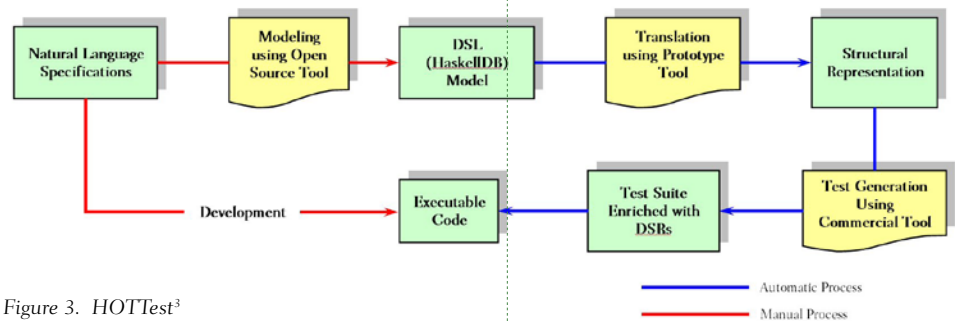 Natural Language
Specifications
Modeling
using Open
Source Tool
DSL
(HaskellDB)
Model
Translation
using Prototype
Tool
Structural
Representation
Development
Executable
Code
Test Suite
Enriched with
DSRs
Test Generation
Using
Commercial Tool
Automatic Process
Manual Process
Figure 3. HOTTest³